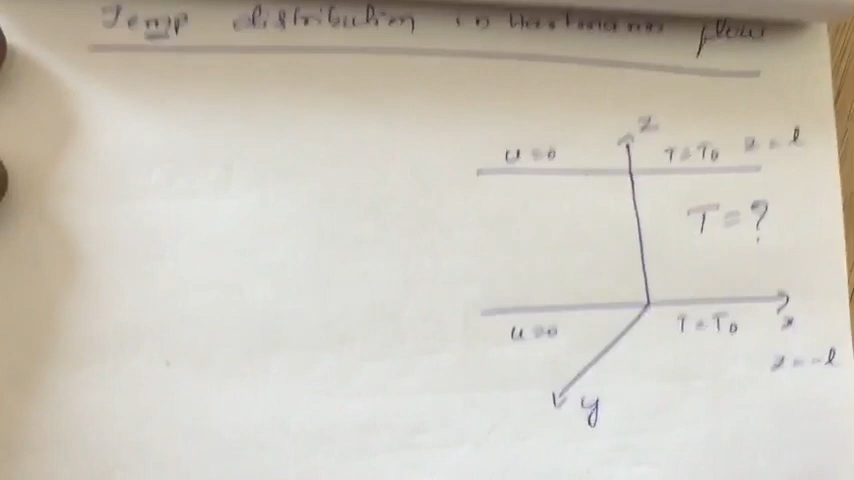 Temp distribution in Hartmann flow
z
u=0 T=T0 z=l
T=?
u=0 T=T0 x
z=-l
y